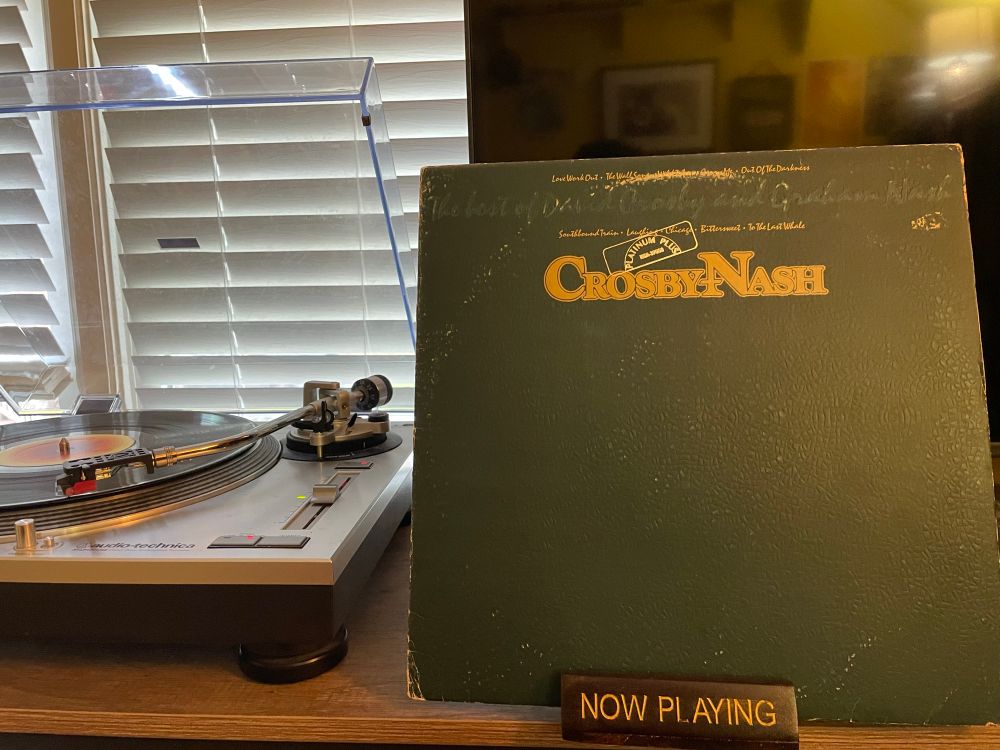 Love Work Out • The Wall Song • Out Of The Darkness
The best of David Crosby and Graham Nash
Southbound Train • Laughing • Chicago • Bittersweet • To The Last Whale
PLATINUM PLUS
CROSBY-NASH
audio-technica
NOW PLAYING